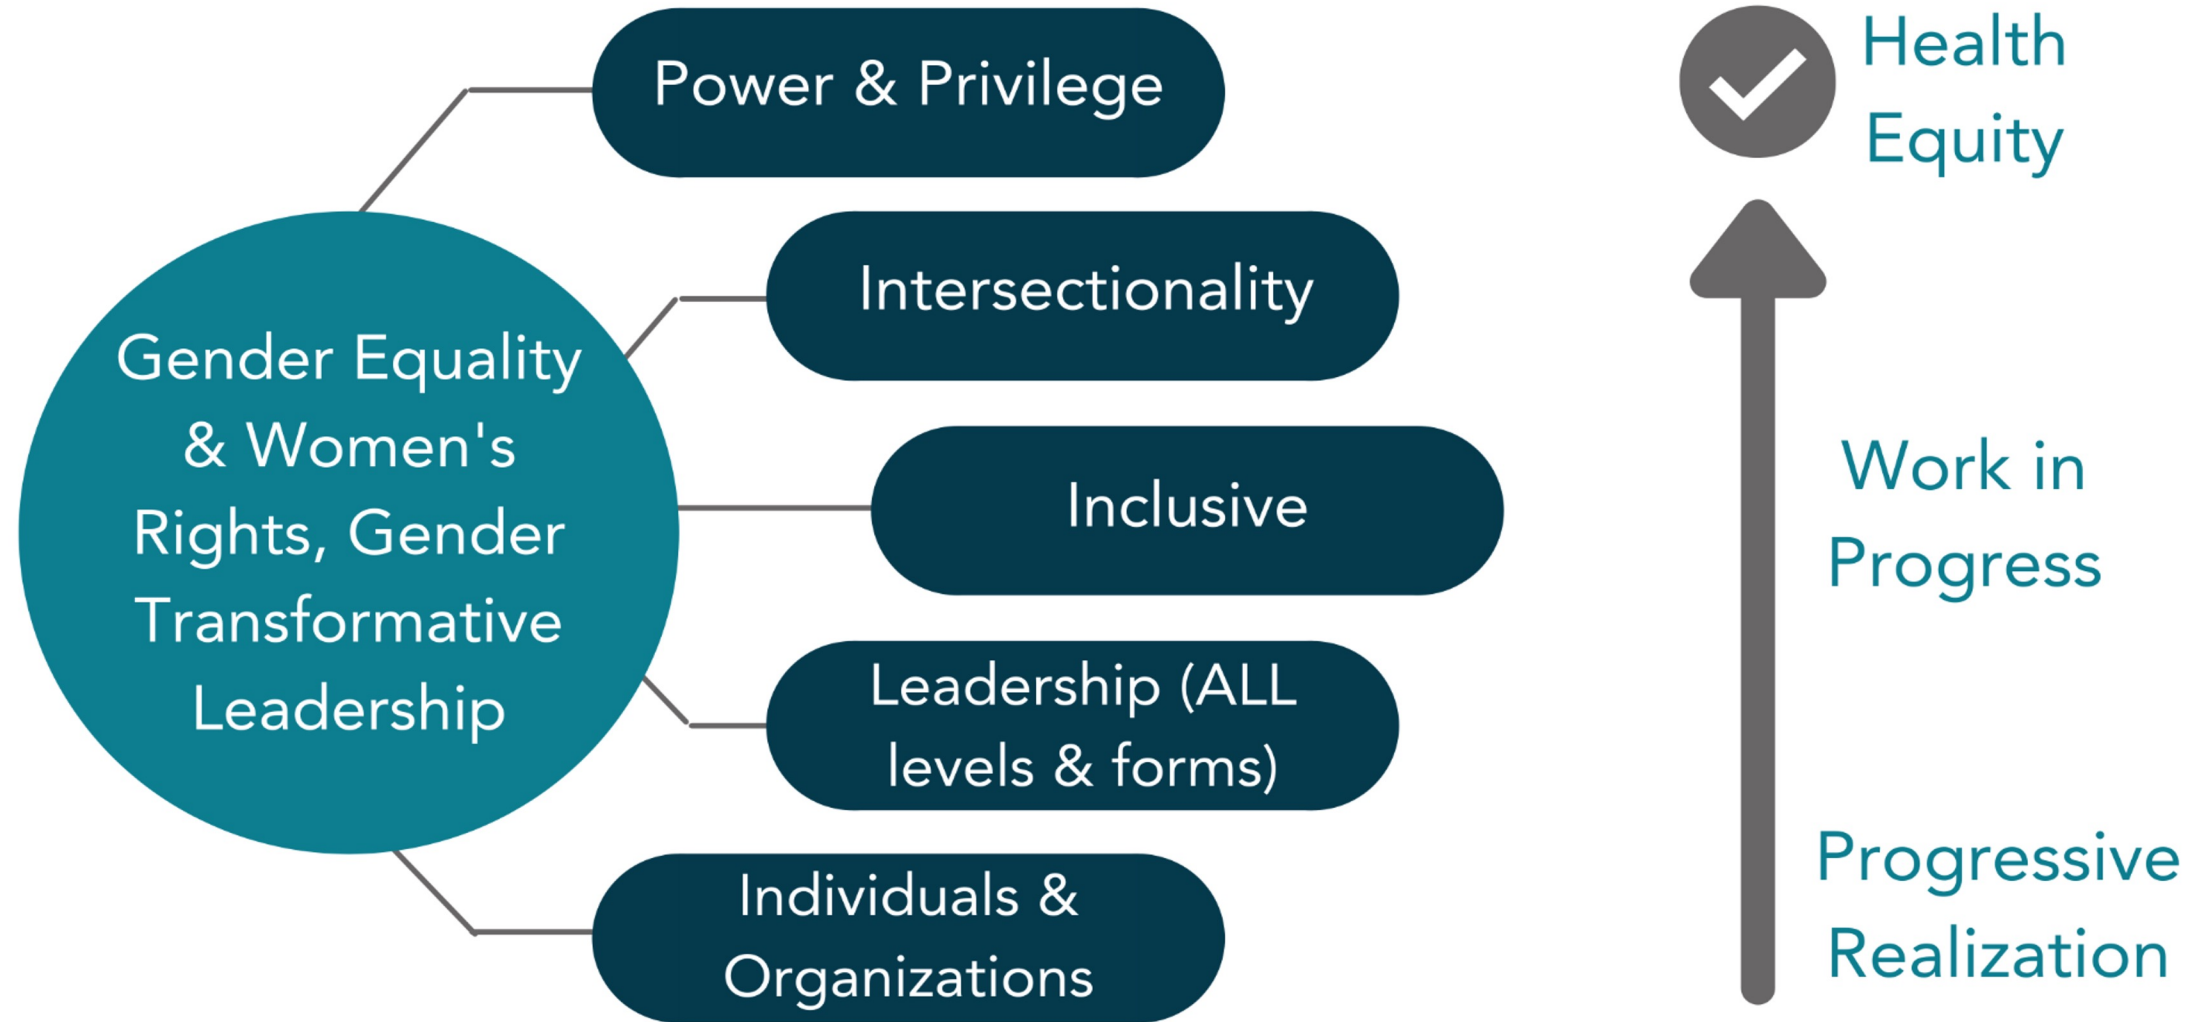 Gender Equality
& Women's
Rights, Gender
Transformative
Leadership
Power & Privilege
Intersectionality
Inclusive
Leadership (ALL
levels & forms)
Individuals &
Organizations
Health
Equity
Work in
Progress
Progressive
Realization